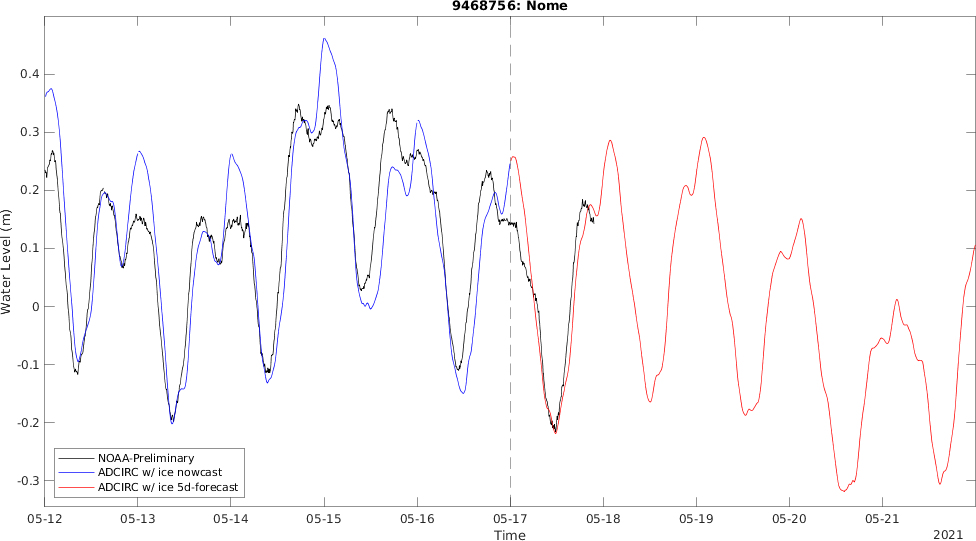 9468756: Nome
Water Level (m)
0.4
0.3
0.2
0.1
0
-0.1
-0.2
-0.3
NOAA-Preliminary
ADCIRC w/ ice nowcast
ADCIRC w/ ice 5d-forecast
05-12 05-13 05-14 05-15 05-16 05-17 05-18 05-19 05-20 05-21
Time
2021